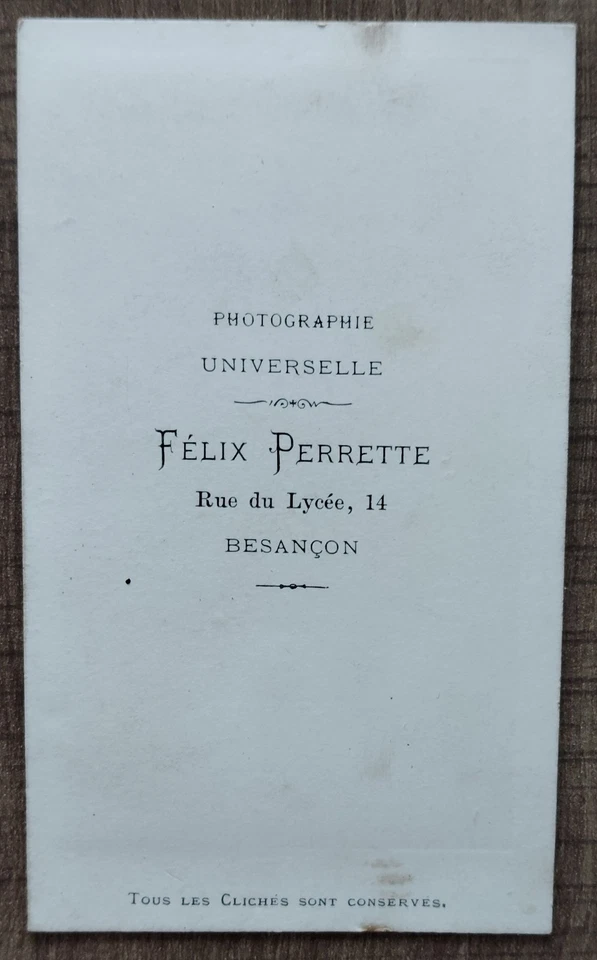 PHOTOGRAPHIE
UNIVERSELLE
FÉLIX PERRETTE
Rue du Lycée, 14
BESANÇON
TOUS LES CLICHÉS SONT CONSERVÉS.